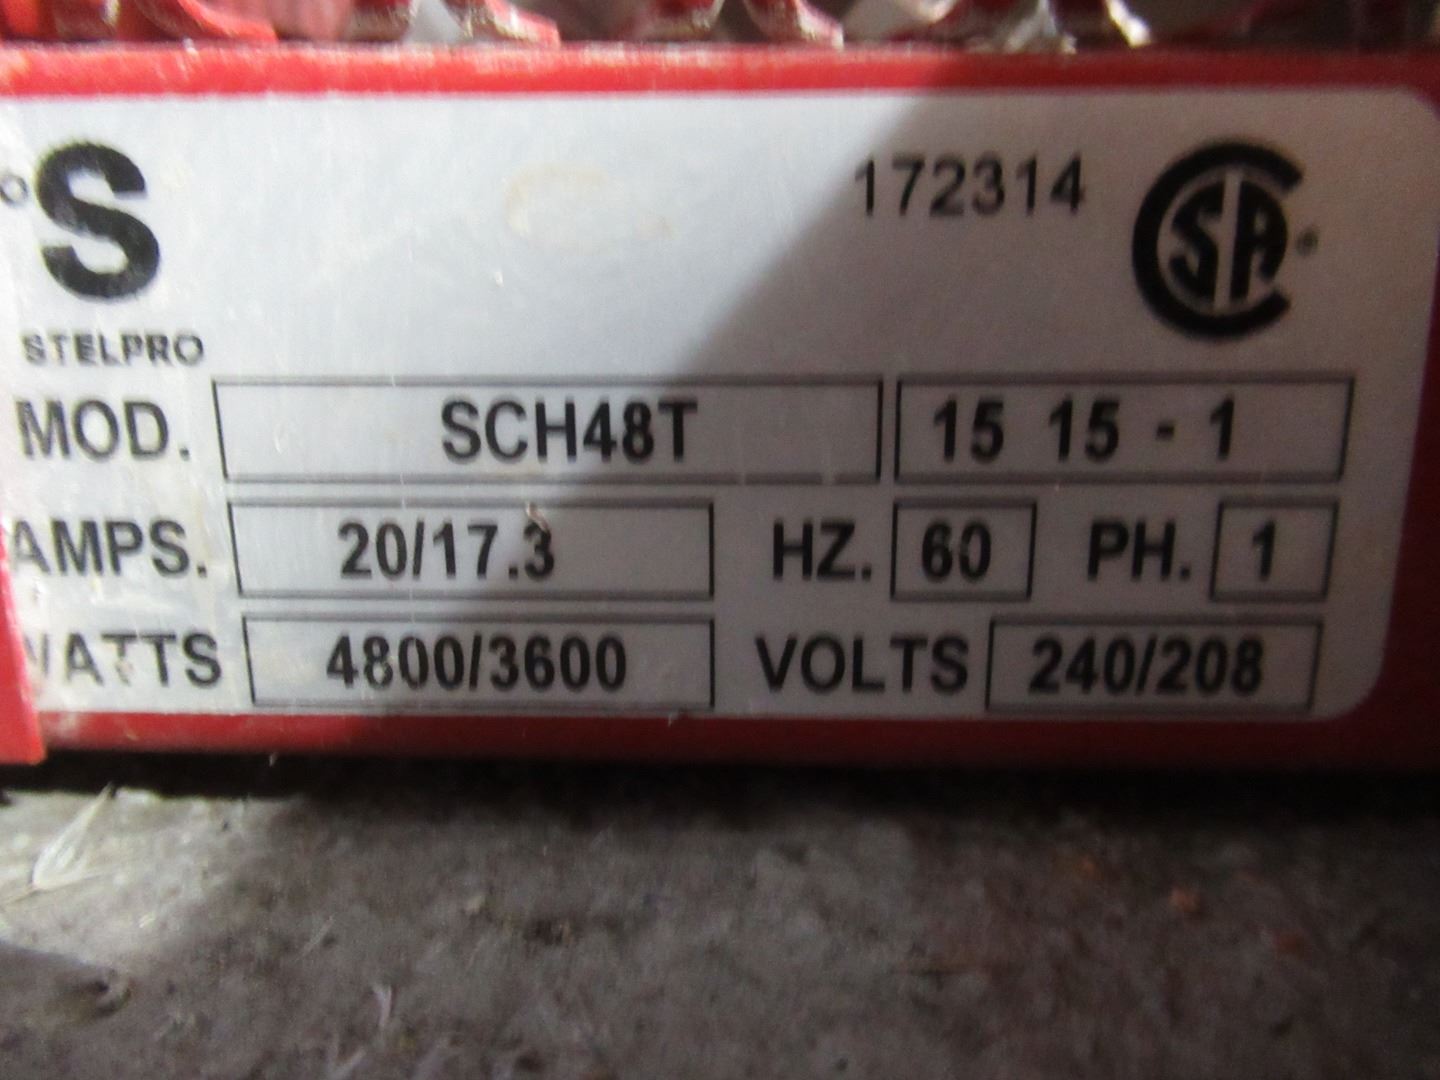 °S 172314 CSA®
STELPRO
MOD. SCH48T 15 15 - 1
AMPS. 20/17.3 HZ. 60 PH. 1
WATTS 4800/3600 VOLTS 240/208